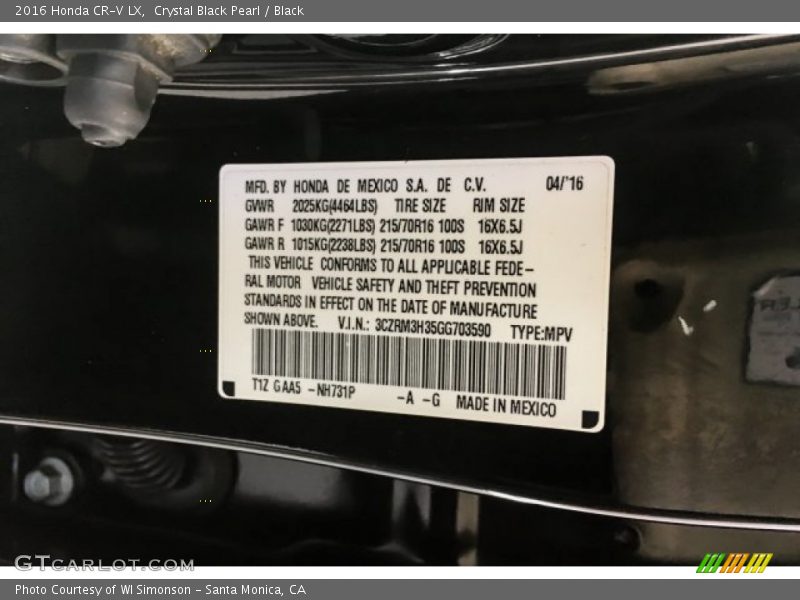 2016 Honda CR-V LX,  Crystal Black Pearl / Black
MFD. BY HONDA DE MEXICO S.A. DE C.V. 04/'16
GVWR 2025KG(4464LBS) TIRE SIZE RIM SIZE
GAWR F 1030KG(2271LBS) 215/70R16 100S 16X6.5J
GAWR R 1015KG(2238LBS) 215/70R16 100S 16X6.5J
THIS VEHICLE CONFORMS TO ALL APPLICABLE FEDE-
RAL MOTOR VEHICLE SAFETY AND THEFT PREVENTION
STANDARDS IN EFFECT ON THE DATE OF MANUFACTURE
SHOWN ABOVE. V.I.N.: 3CZRM3H35GG703590 TYPE:MPV
T1Z GAA5 -NH731P -A -G MADE IN MEXICO
GTcarlot.com
Photo Courtesy of WI Simonson - Santa Monica, CA